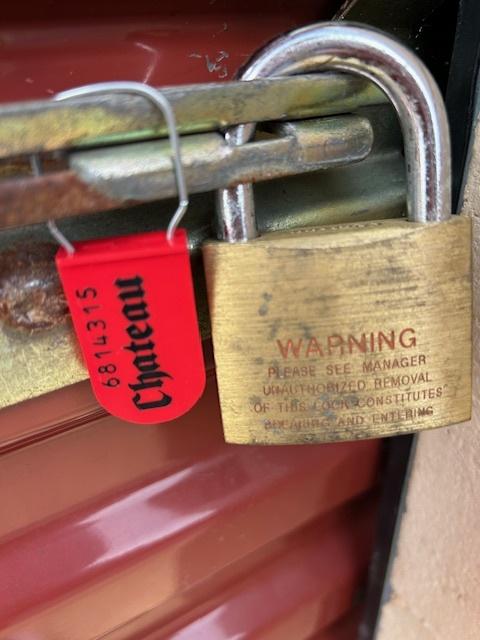 6814315
Chateau
WARNING
PLEASE SEE MANAGER
UNAUTHORIZED REMOVAL
OF THIS LOCK CONSTITUTES
BREAKING AND ENTERING